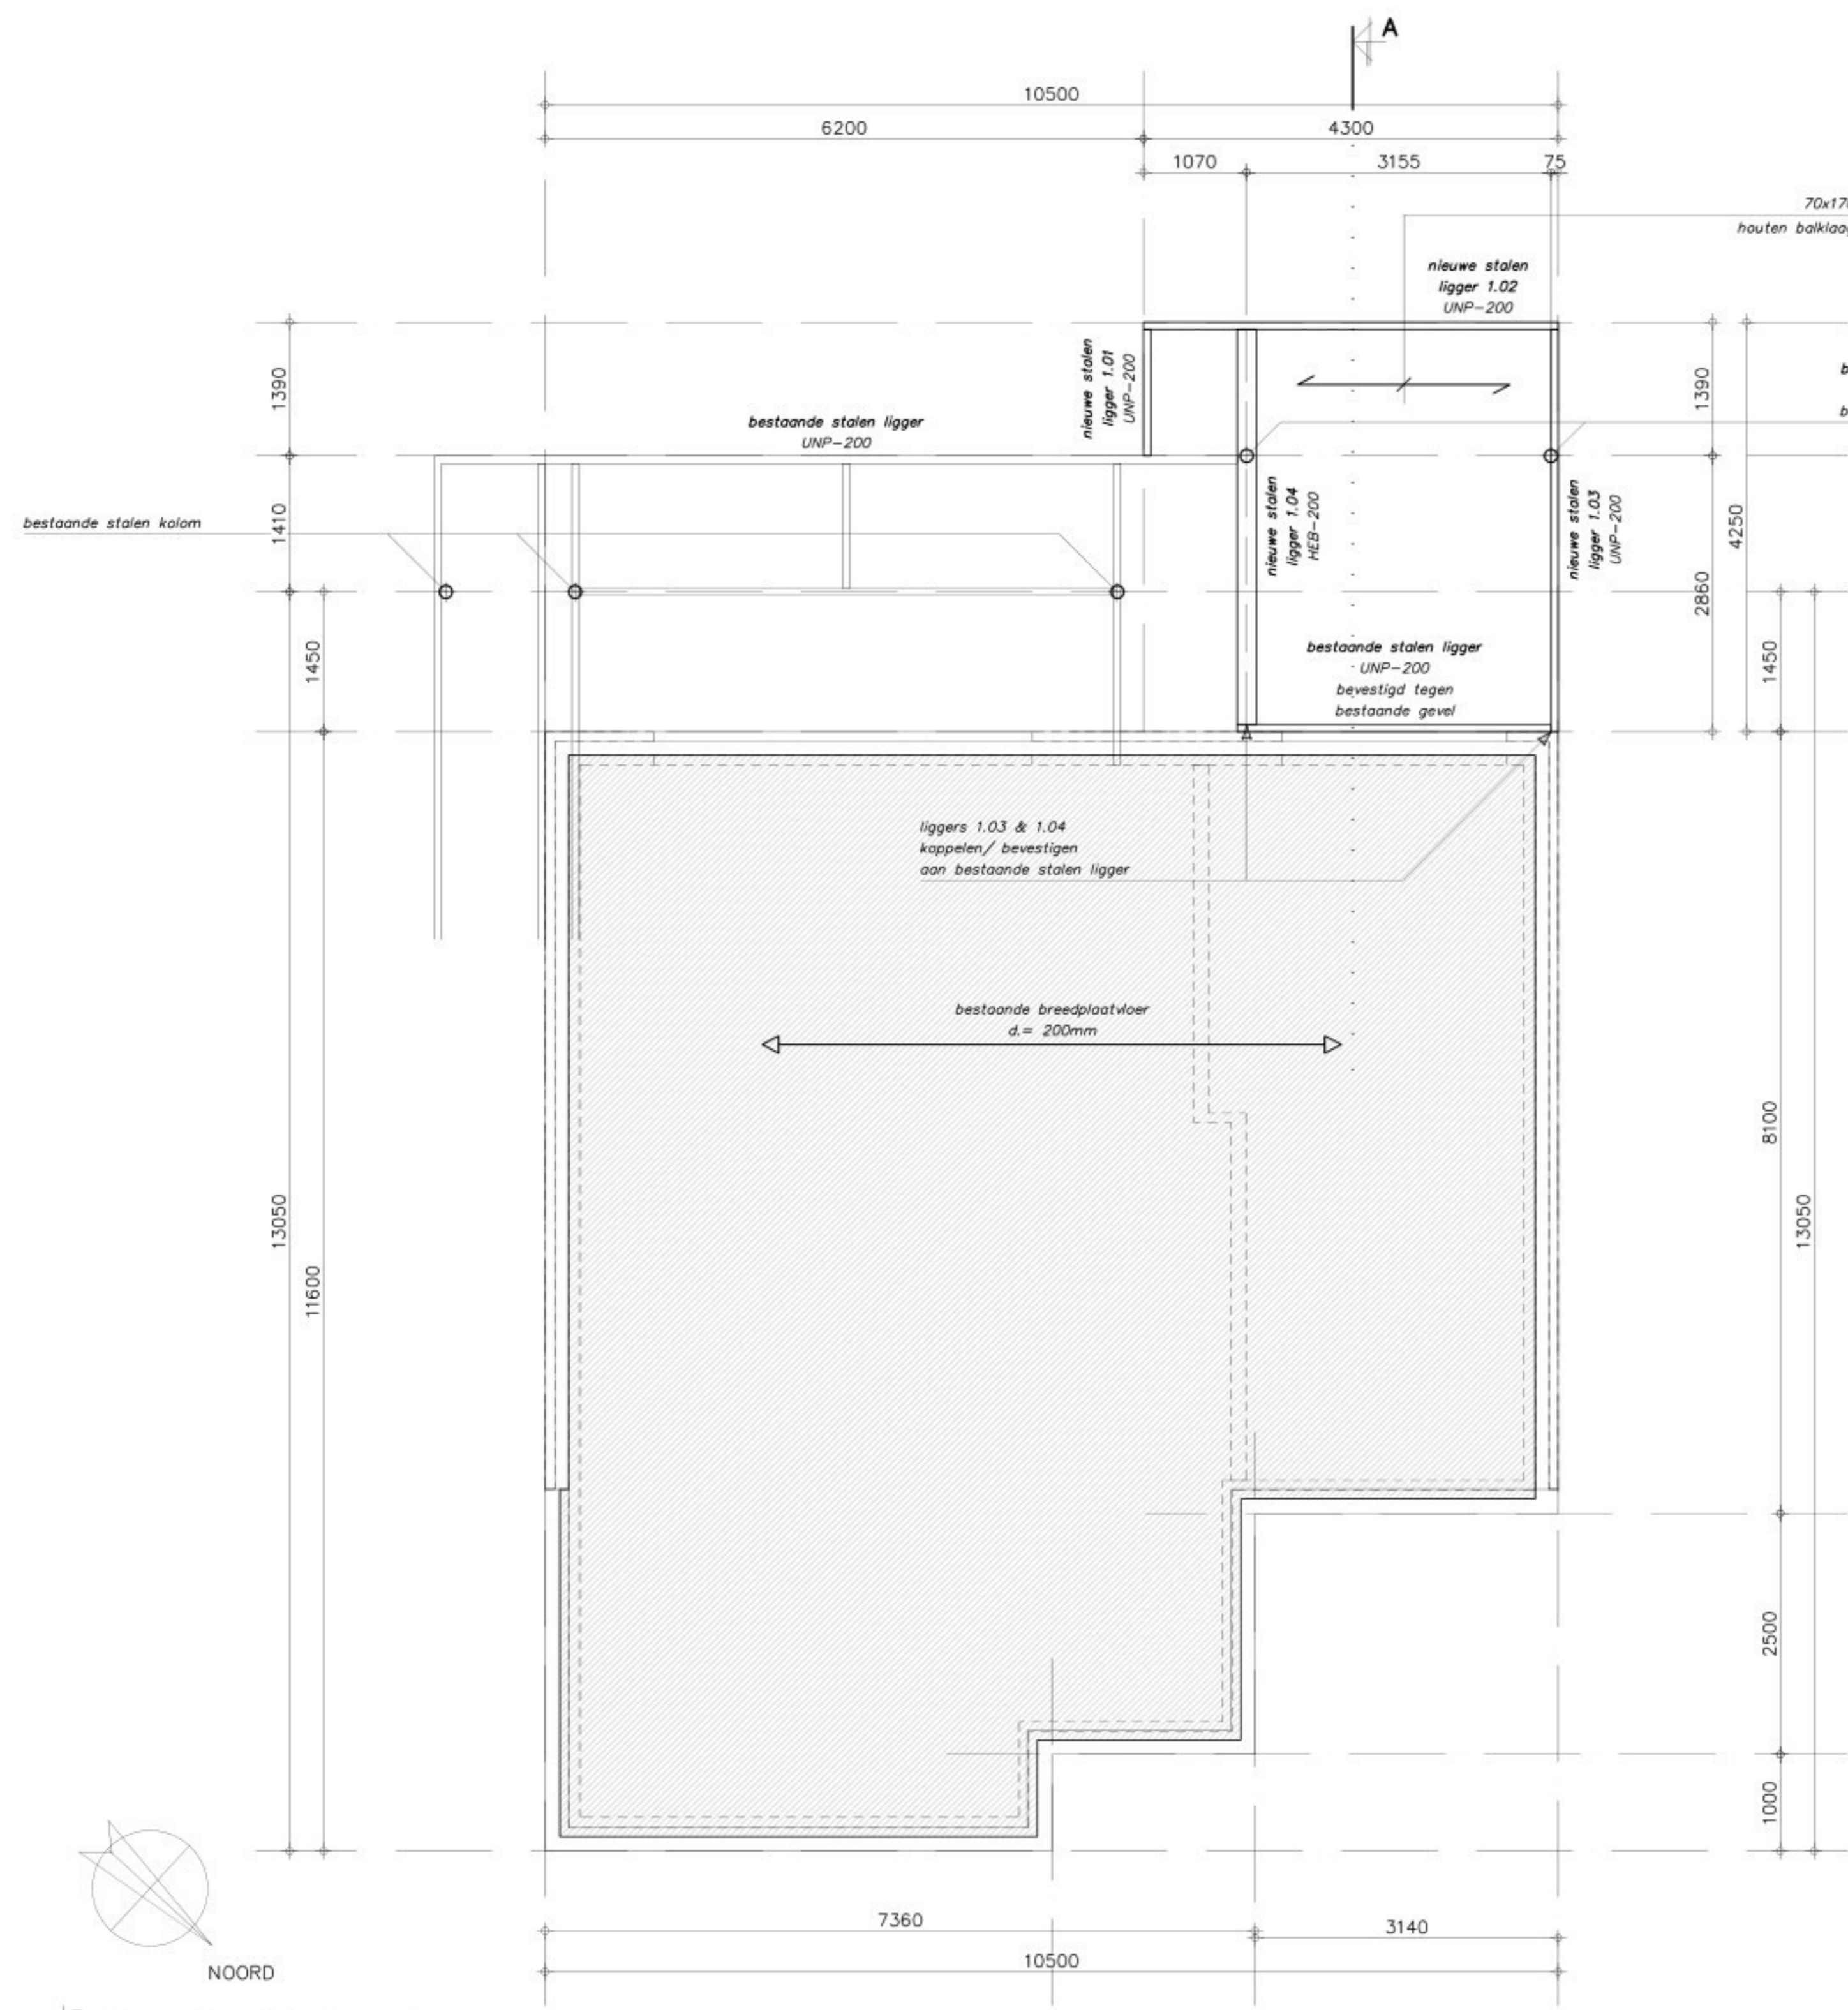 A
10500
6200
4300
1070
3155
75
houten
nieuwe stalen
ligger 1.02
UNP-200
nieuwe stalen
ligger 1.01
UNP-200
1390
1390
bestaande stalen ligger
UNP-200
bestaande stalen kolom
1410
nieuwe stalen
ligger 1.04
HEB-200
nieuwe stalen
ligger 1.03
UNP-200
4250
2860
1450
1450
bestaande stalen ligger
UNP-200
bevestigd tegen
bestaande gevel
liggers 1.03 & 1.04
koppelen/ bevestigen
aan bestaande stalen ligger
bestaande breedplaatvloer
d.= 200mm
8100
13050
13050
11600
2500
1000
7360
3140
10500
NOORD